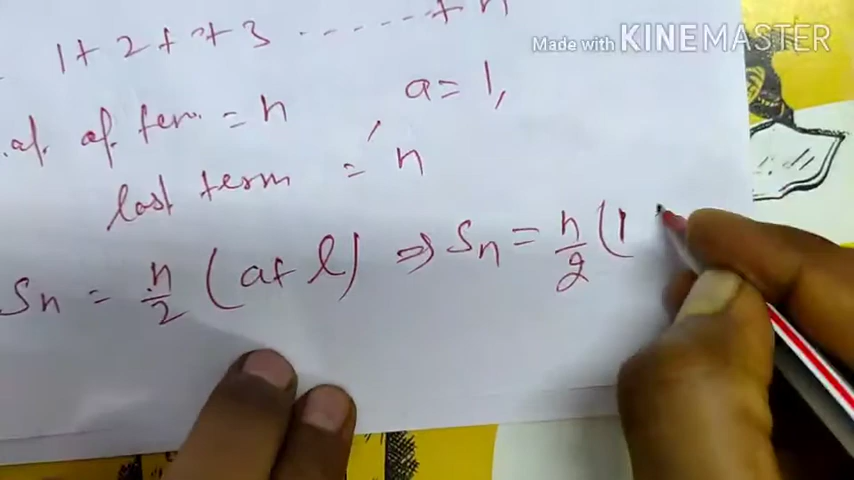 1+ 2+ 3 ........ + n
Made with KINEMASTER
of term = n a = 1,
last term = n
Sn = n/2 (a+ l) ⇒ Sn = n/2 (1